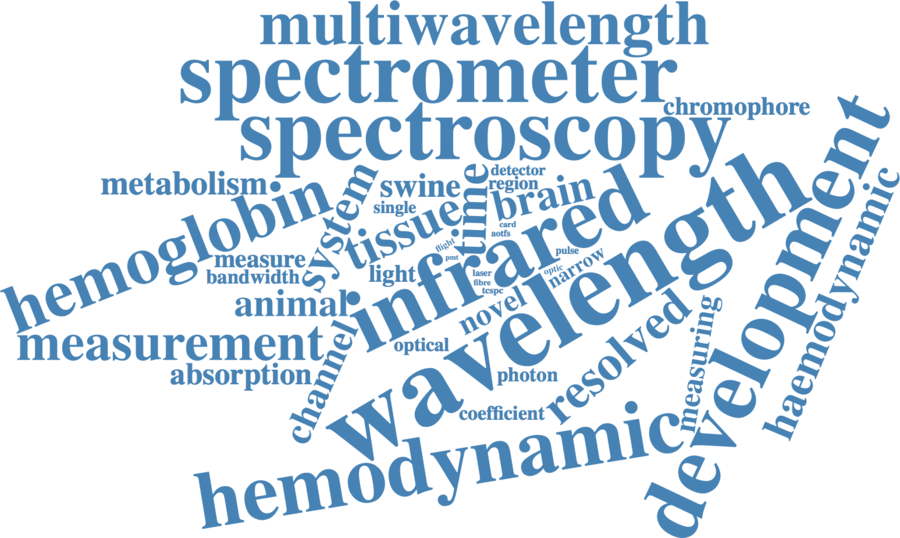 multiwavelength
spectrometer
spectroscopy
chromophore
development
haemodynamic
metabolism
hemoglobin
system
swine
single
tissue
time
detector
region
brain
card
aotfs
flight
pmt
infrared
wavelength
measure
bandwidth
light
laser
fibre
tcspc
pulse
optic
narrow
novel
animal
measurement
absorption
channel
optical
photon
coefficient
resolved
measuring
hemodynamic